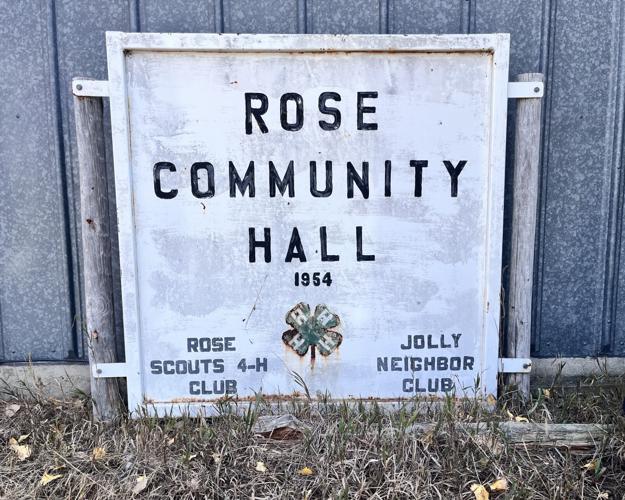 ROSE
COMMUNITY
HALL
1954
H H
H H
ROSE
SCOUTS 4-H
CLUB
JOLLY
NEIGHBOR
CLUB